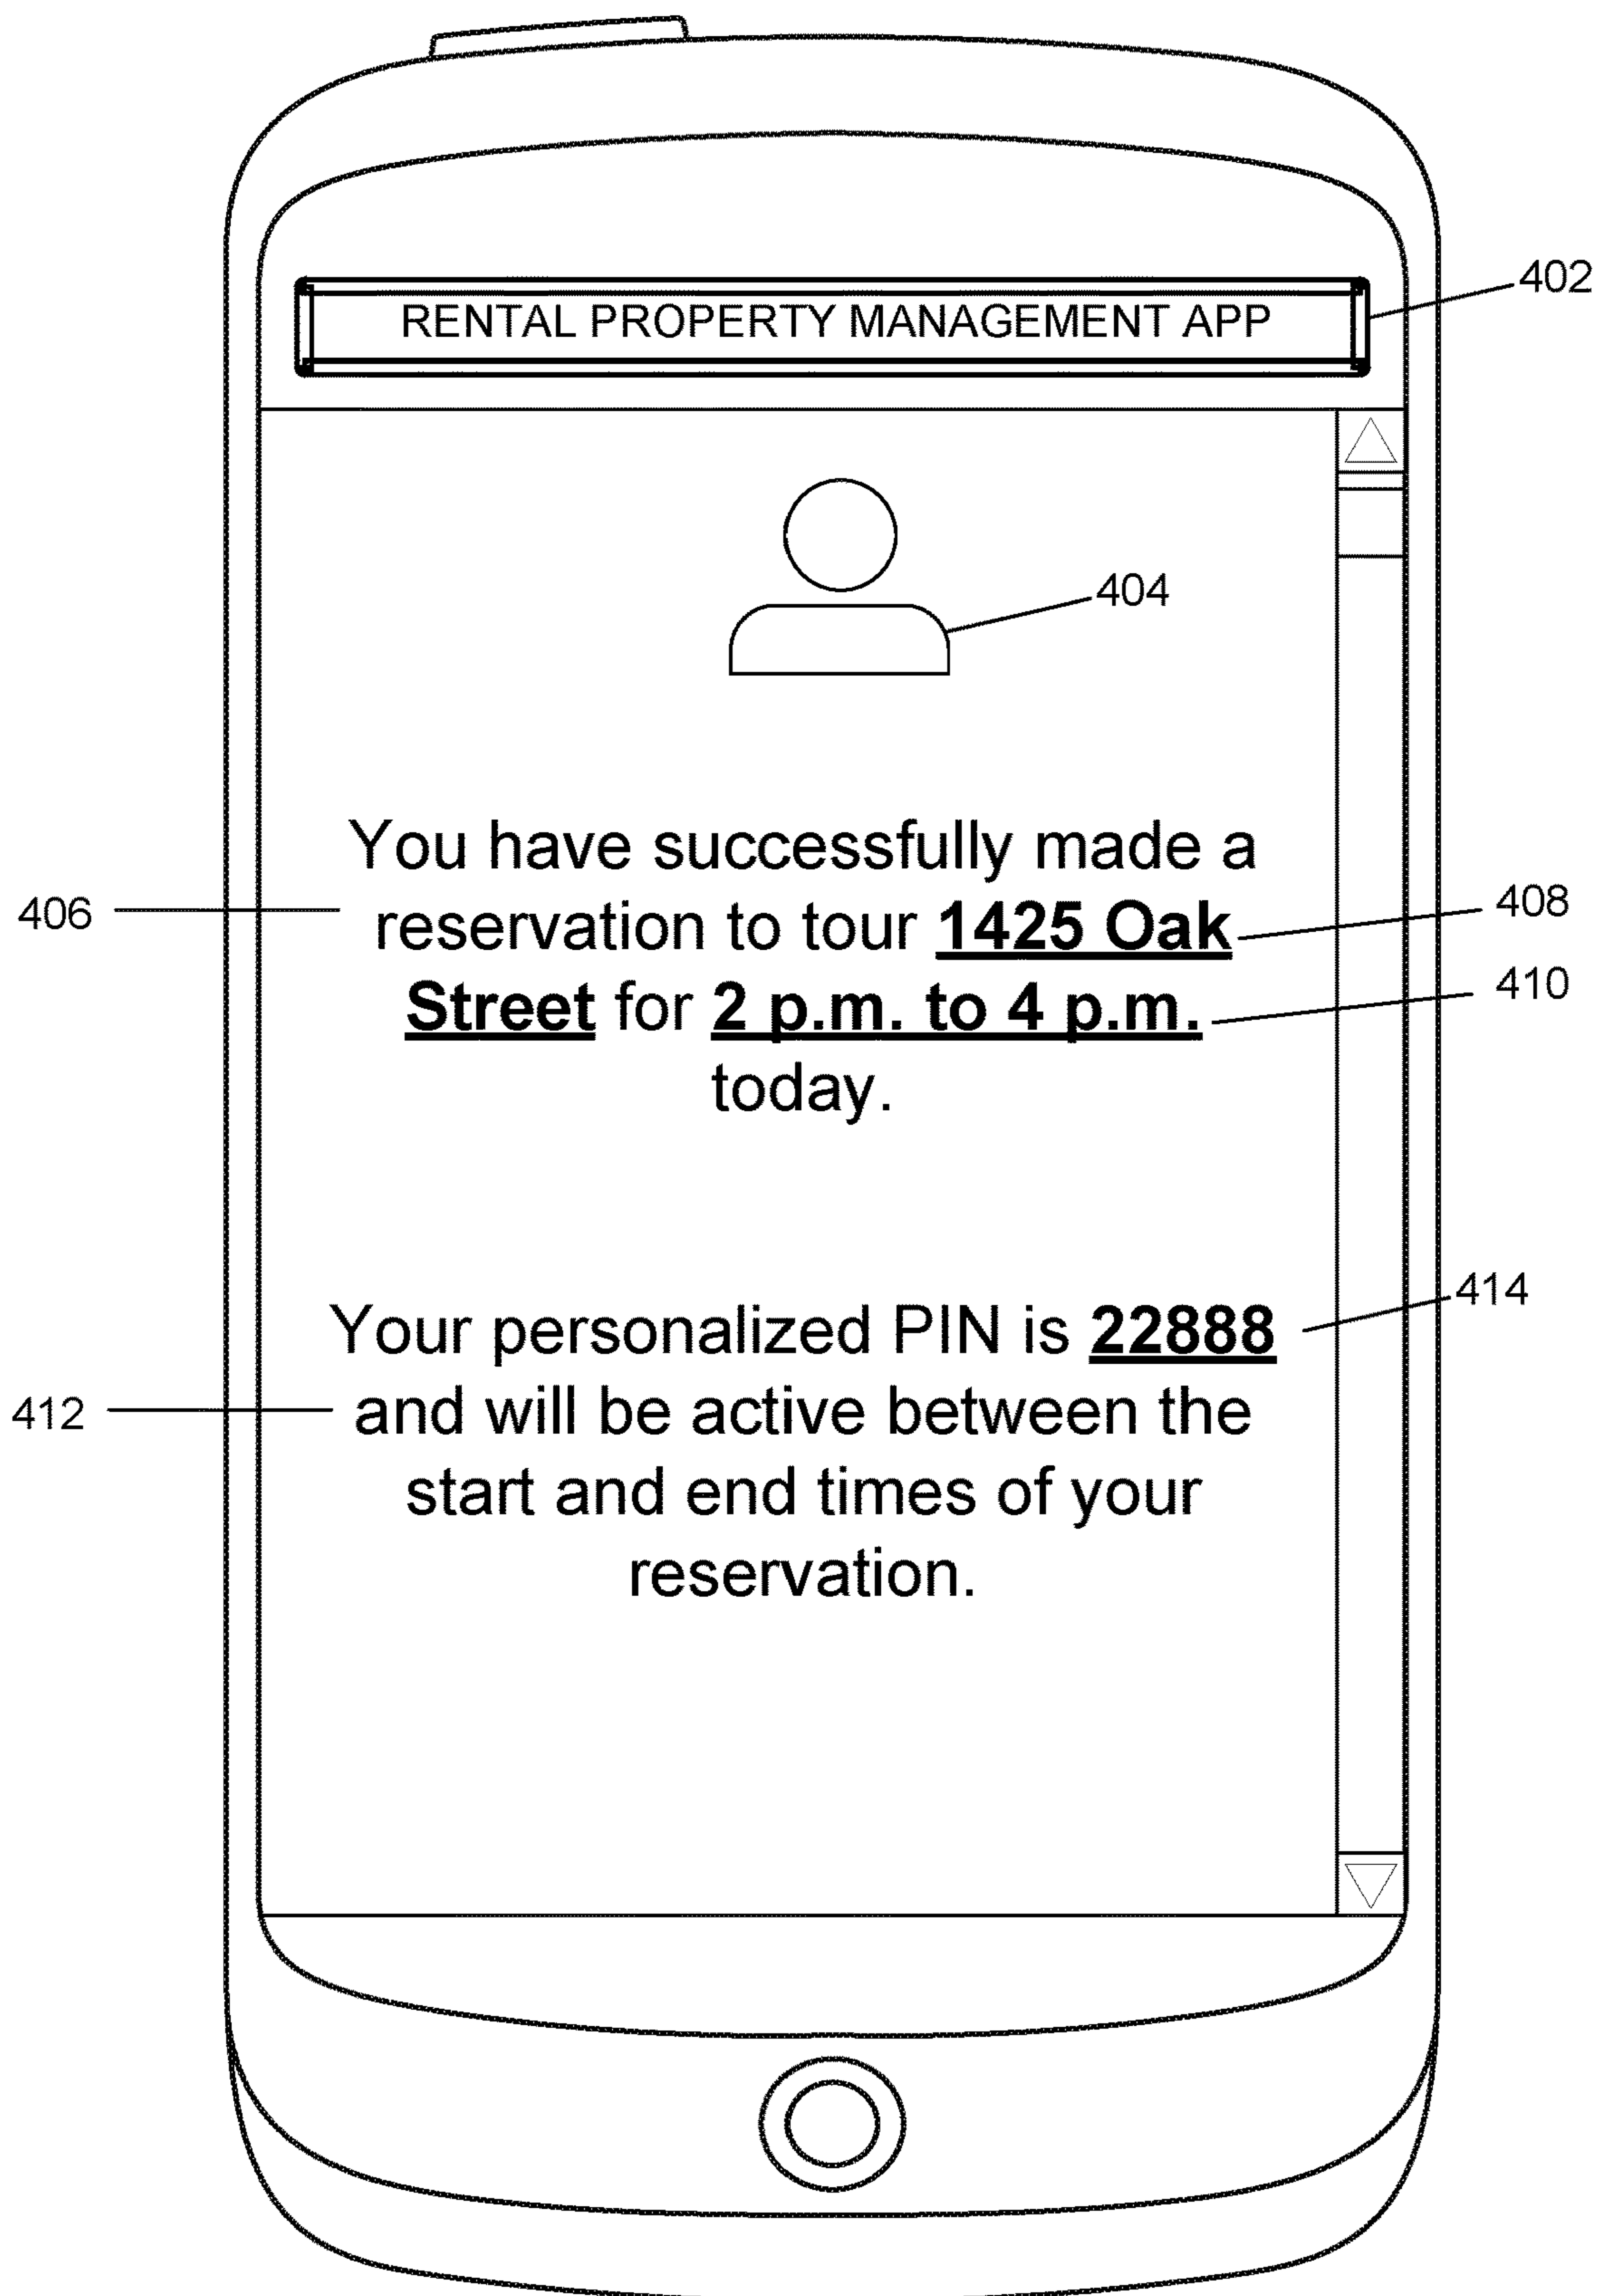 RENTAL PROPERTY MANAGEMENT APP
402
404
You have successfully made a
406
reservation to tour 1425 Oak
408
Street for 2 p.m. to 4 p.m.
410
today.
Your personalized PIN is 22888
414
412
and will be active between the
start and end times of your
reservation.